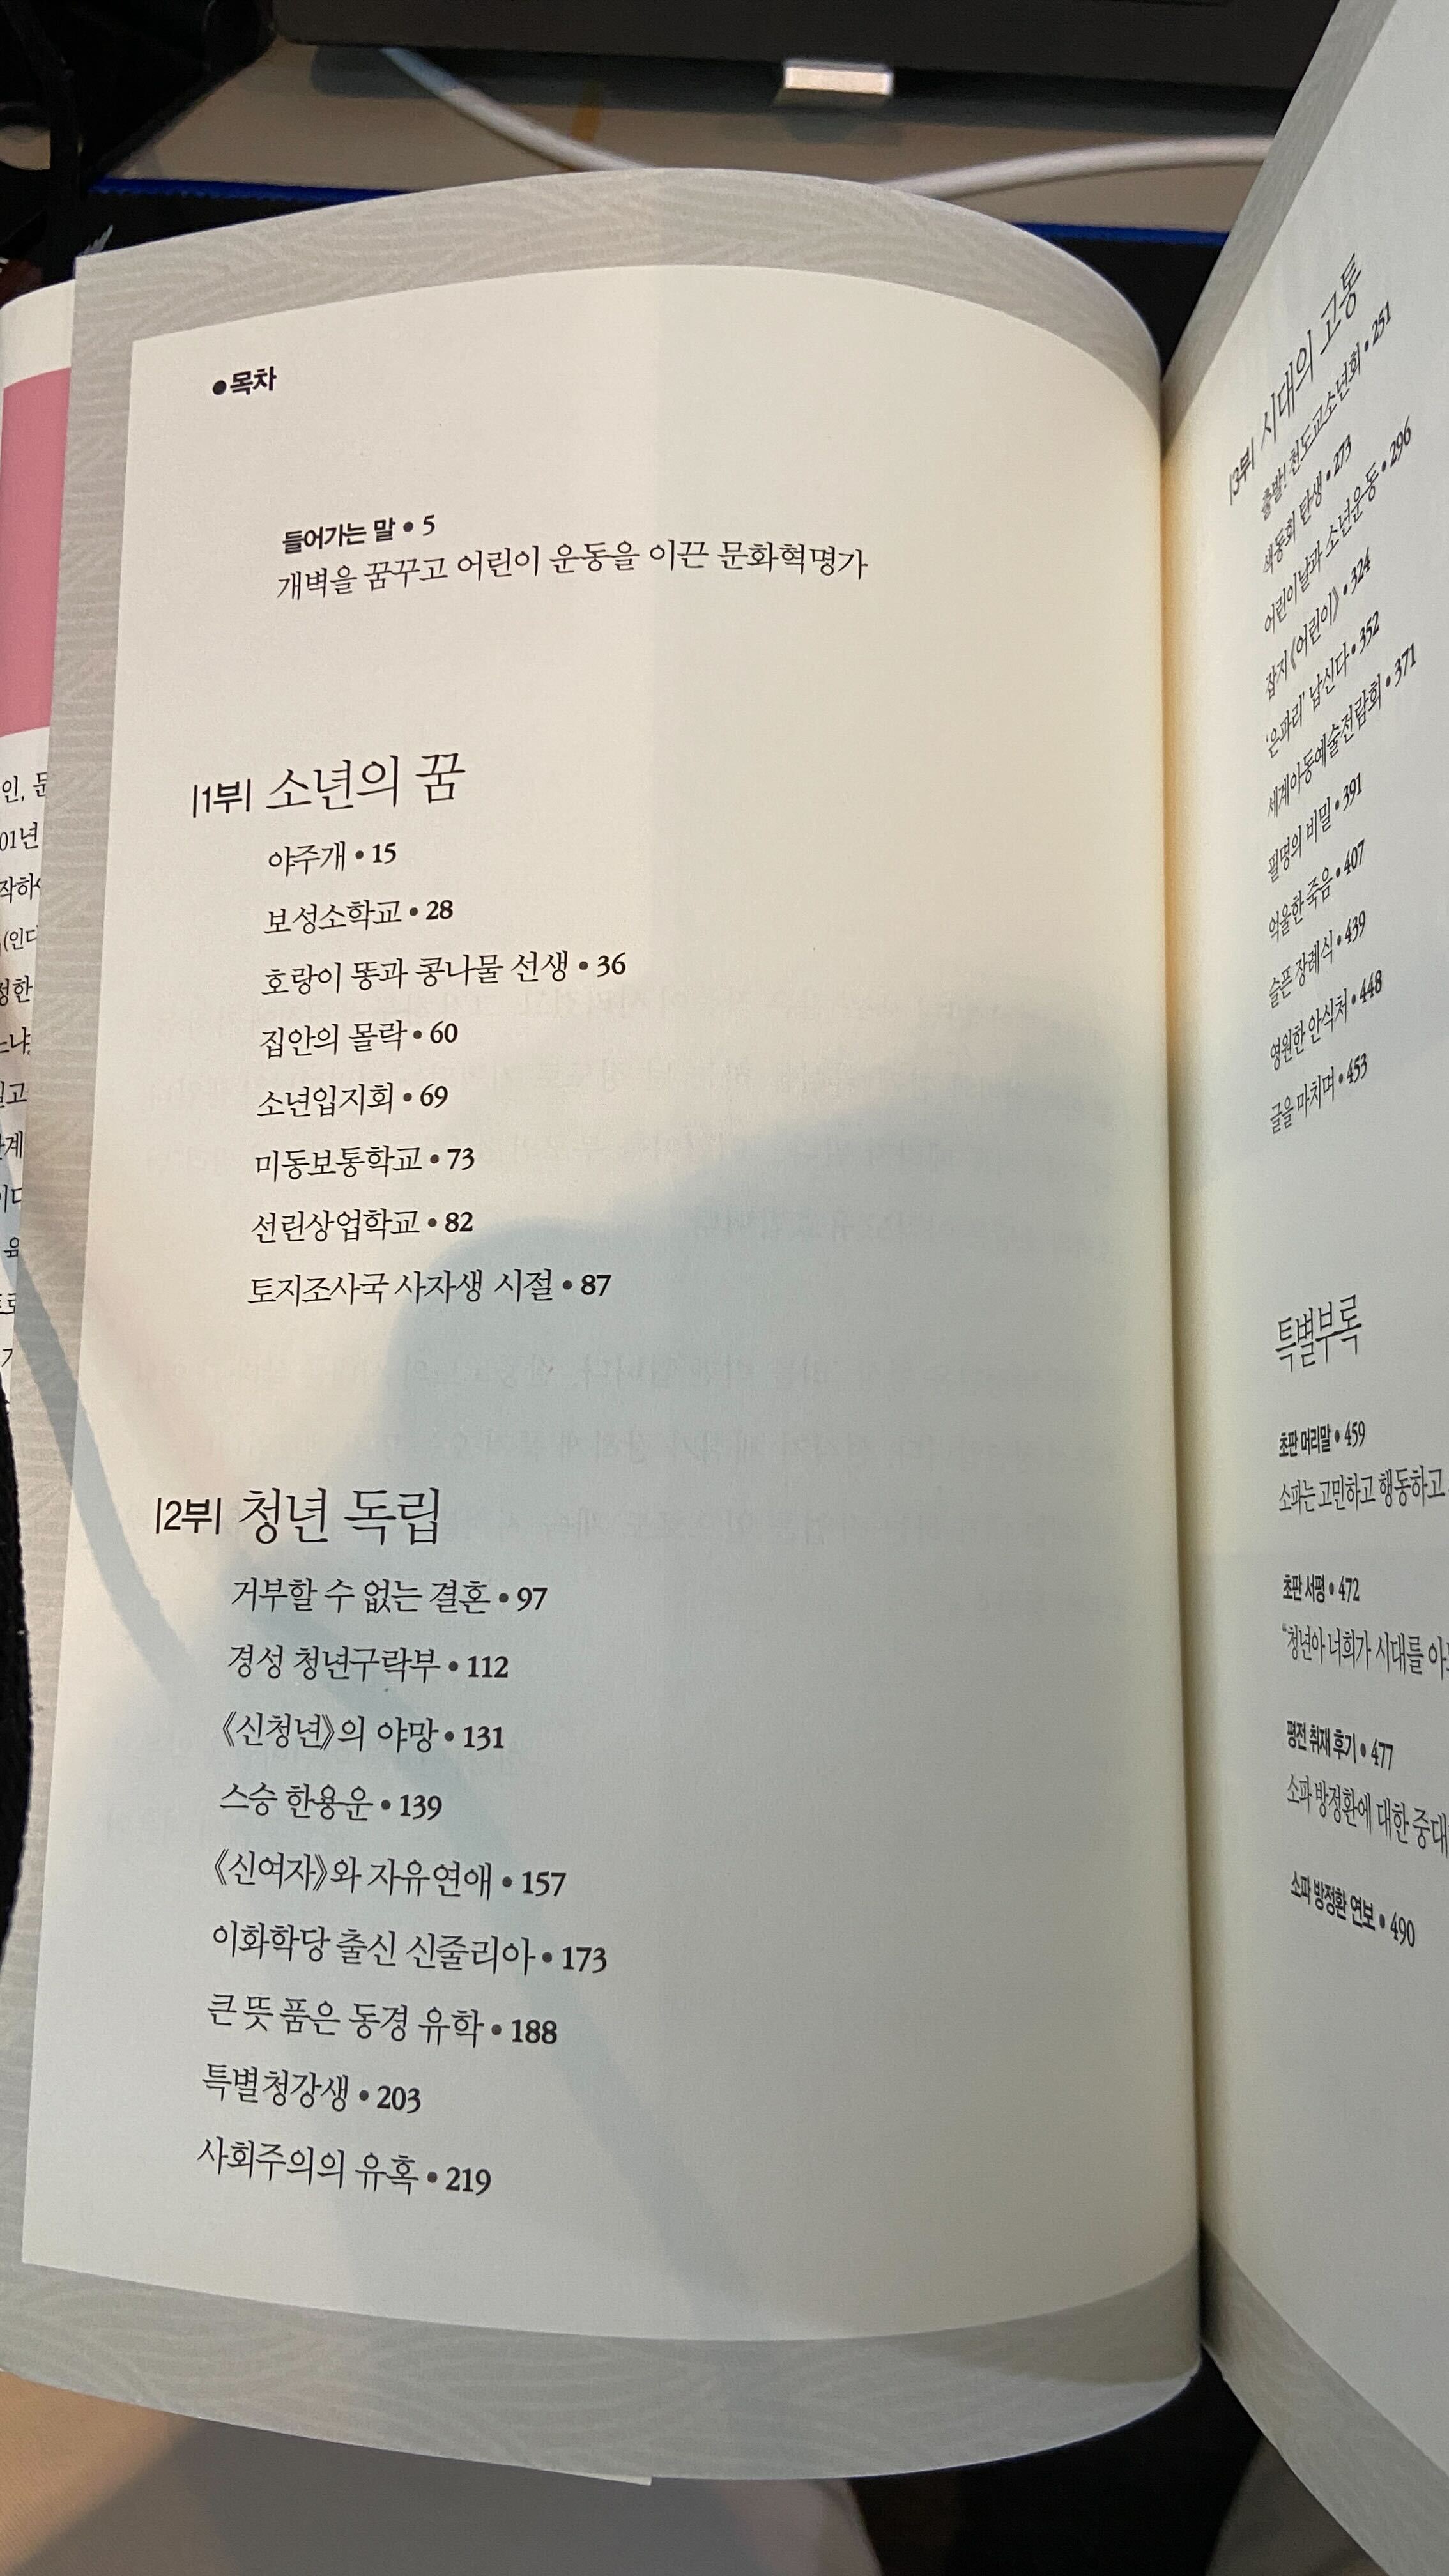 ●목차
들어가는 말 • 5
개벽을 꿈꾸고 어린이 운동을 이끈 문화혁명가
|1부| 소년의 꿈
야주개 • 15
보성소학교 • 28
호랑이 똥과 콩나물 선생 • 36
집안의 몰락 • 60
소년입지회 • 69
미동보통학교 • 73
선린상업학교 • 82
토지조사국 사자생 시절 • 87
|2부| 청년 독립
거부할 수 없는 결혼 • 97
경성 청년구락부 • 112
《신청년》의 야망 • 131
스승 한용운 • 139
《신여자》와 자유연애 • 157
이화학당 출신 신줄리아 • 173
큰 뜻 품은 동경 유학 • 188
특별청강생 • 203
사회주의의 유혹 • 219
|3부| 시대의 고통
출발! 천도교소년회 • 251
색동회 탄생 • 273
어린이날과 소년운동 • 296
잡지 《어린이》 • 324
'은파리' 납신다 • 352
세계아동예술전람회 • 371
필명의 비밀 • 391
억울한 죽음 • 407
슬픈 장례식 • 439
영원한 안식처 • 448
글을 마치며 • 453
특별부록
초판 머리말 • 459
소파는 고민하고 행동하고
초판 서평 • 472
"청년아 너희가 시대를
평전 취재 후기 • 477
소파 방정환에 대한
소파 방정환 연보 • 490